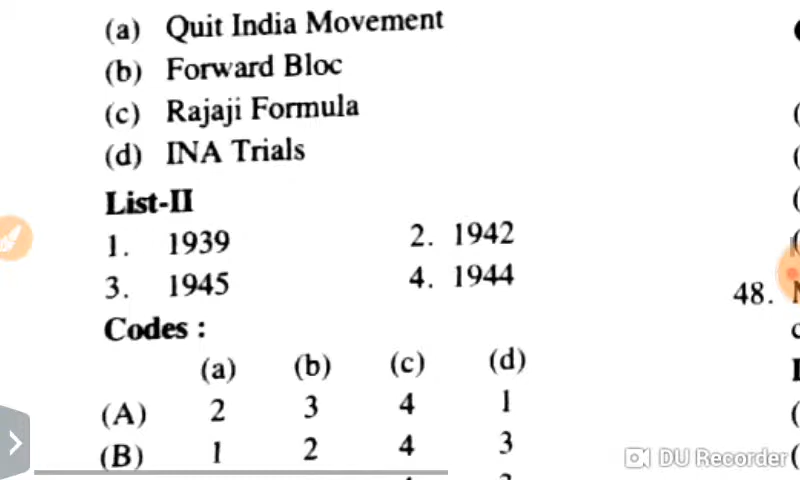 (a) Quit India Movement
(b) Forward Bloc
(c) Rajaji Formula
(d) INA Trials
List-II
1. 1939 2. 1942
3. 1945 4. 1944
48.
Codes :
(a) (b) (c) (d)
(A) 2 3 4 1
(B) 1 2 4 3
DU Recorder